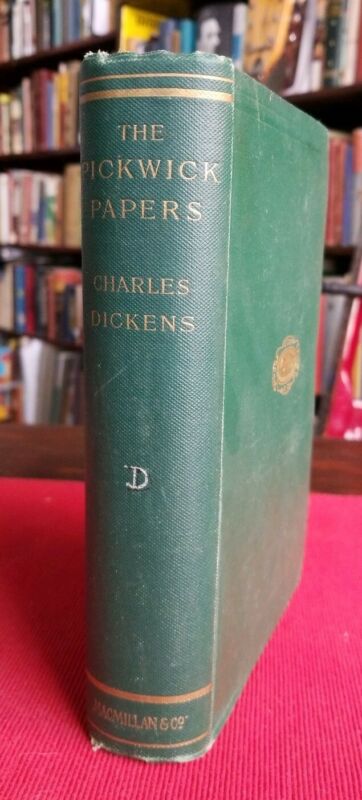 THE
PICKWICK
PAPERS
CHARLES
DICKENS
D
MACMILLAN & Co.